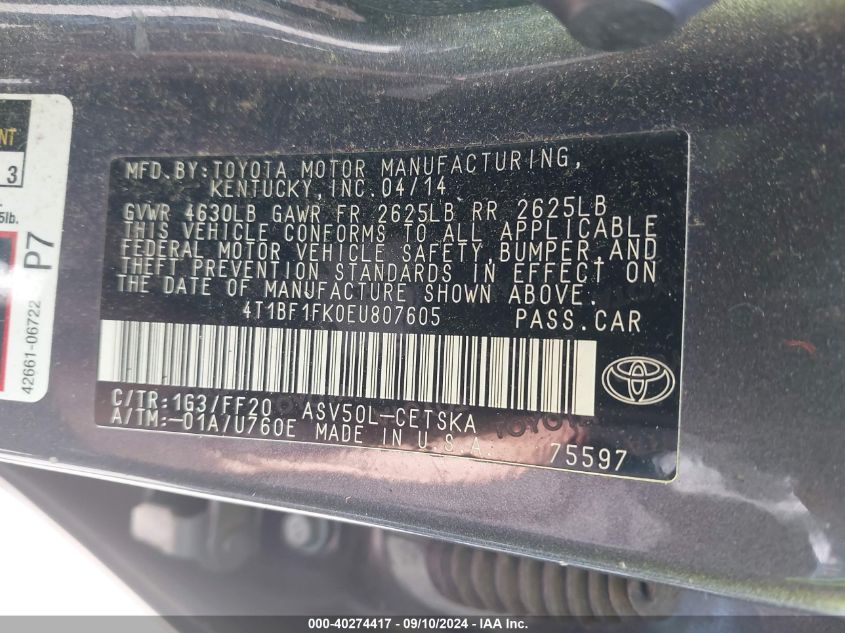 MFD.BY:TOYOTA MOTOR MANUFACTURING,
KENTUCKY,INC.04/14
GVWR 4630LB GAWR FR 2625LB RR 2625LB
THIS VEHICLE CONFORMS TO ALL APPLICABLE
FEDERAL MOTOR VEHICLE SAFETY,BUMPER,AND
THEFT PREVENTION STANDARDS IN EFFECT ON
THE DATE OF MANUFACTURE SHOWN ABOVE.
4T1BF1FK0EU807605 PASS.CAR
C/TR:1G3/FF20 ASV50L-CETSKA
A/TM:-01A/U760E MADE IN U.S.A. 75597
3
5lb.
P7
42661-06722
000-40274417 - 09/10/2024 - IAAI Inc.